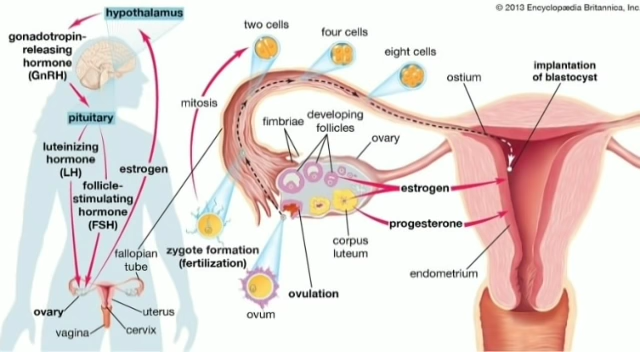 © 2013 Encyclopædia Britannica, Inc.
hypothalamus
gonadotropin-
releasing
hormone
(GnRH)
pituitary
luteinizing
hormone
(LH)
follicle-
stimulating
hormone
(FSH)
estrogen
fallopian
tube
ovary
uterus
vagina
cervix
two cells
four cells
eight cells
mitosis
fimbriae
developing
follicles
ovary
ostium
implantation
of blastocyst
estrogen
progesterone
zygote formation
(fertilization)
corpus
luteum
endometrium
ovulation
ovum